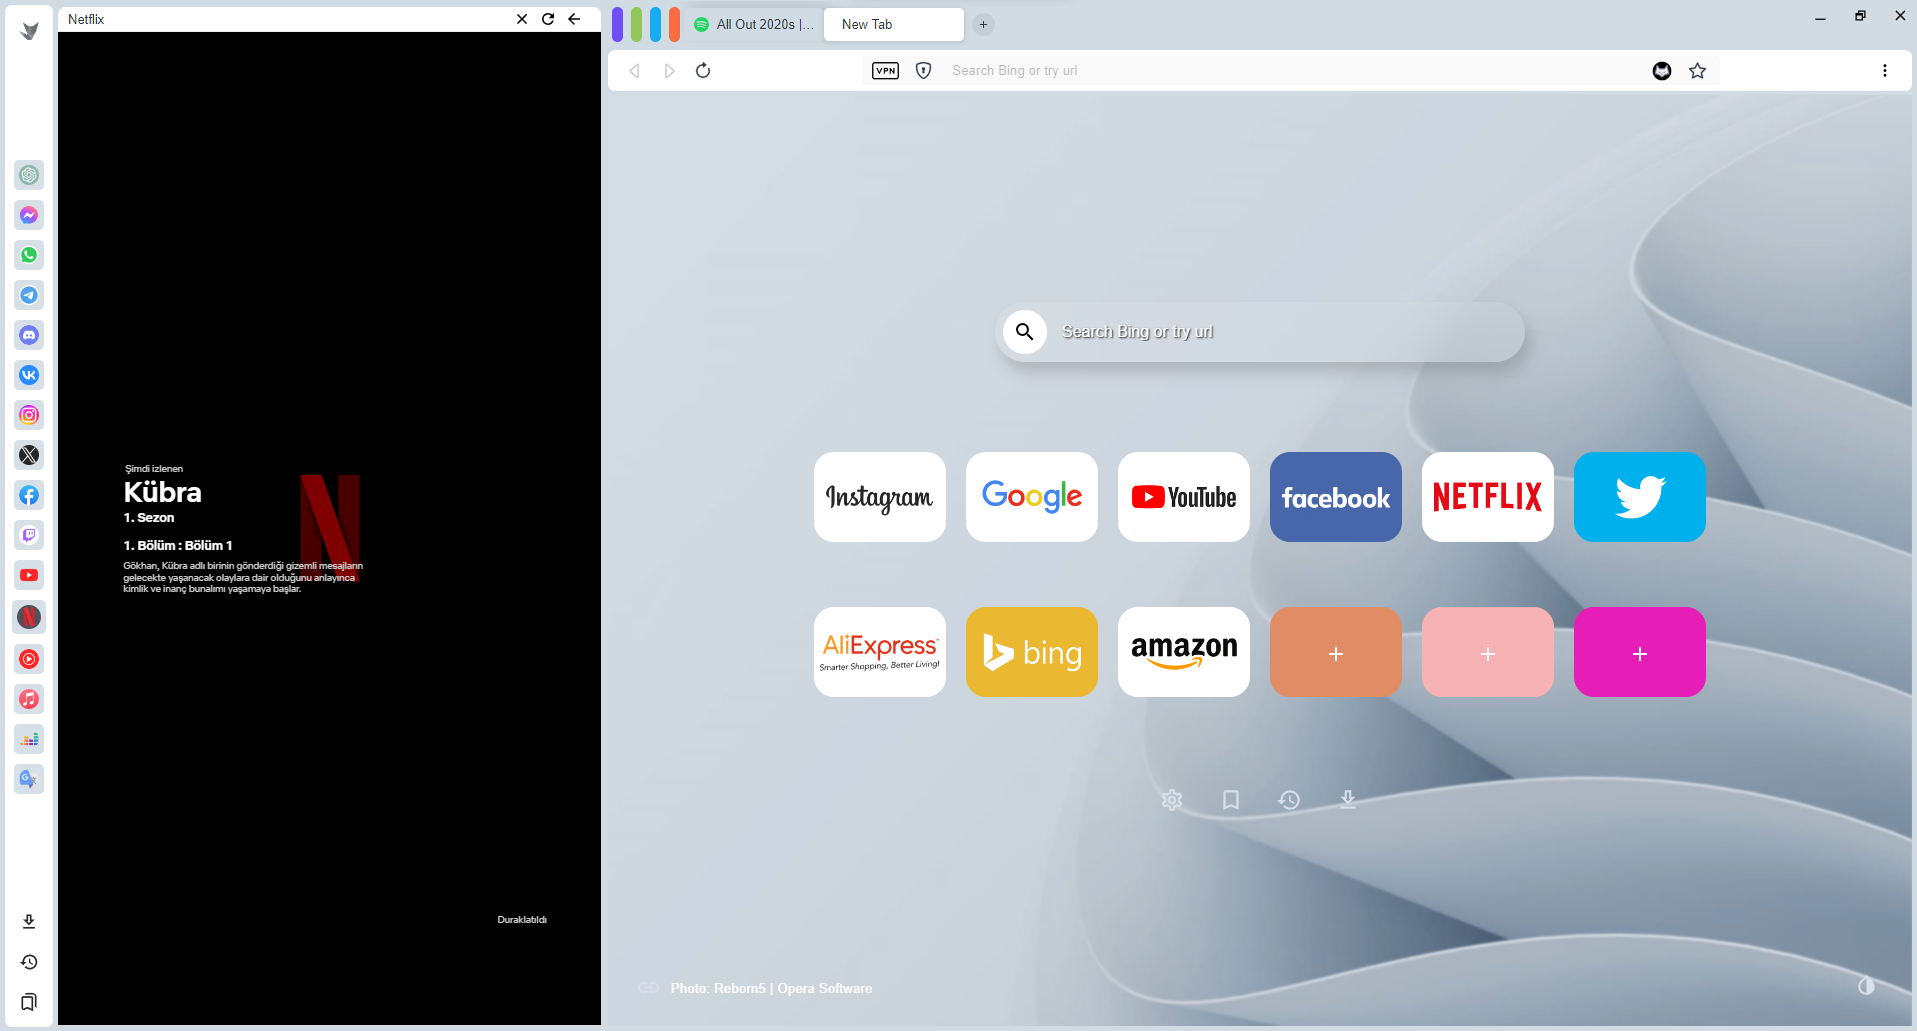 Netflix
All Out 2020s |...
New Tab
VPN
Search Bing or try url
Search Bing or try url
Şimdi izlenen
Kübra
1. Sezon
1. Bölüm : Bölüm 1
Gökhan, Kübra adlı birinin gönderdiği gizemli mesajların
gelecekte yaşanacak olaylara dair olduğunu anlayınca
kimlik ve inanç bunalımı yaşamaya başlar.
Duraklatıldı
Instagram
Google
YouTube
facebook
NETFLIX
AliExpress
Smarter Shopping, Better Living!
bing
amazon
Photo: Reborn5 | Opera Software